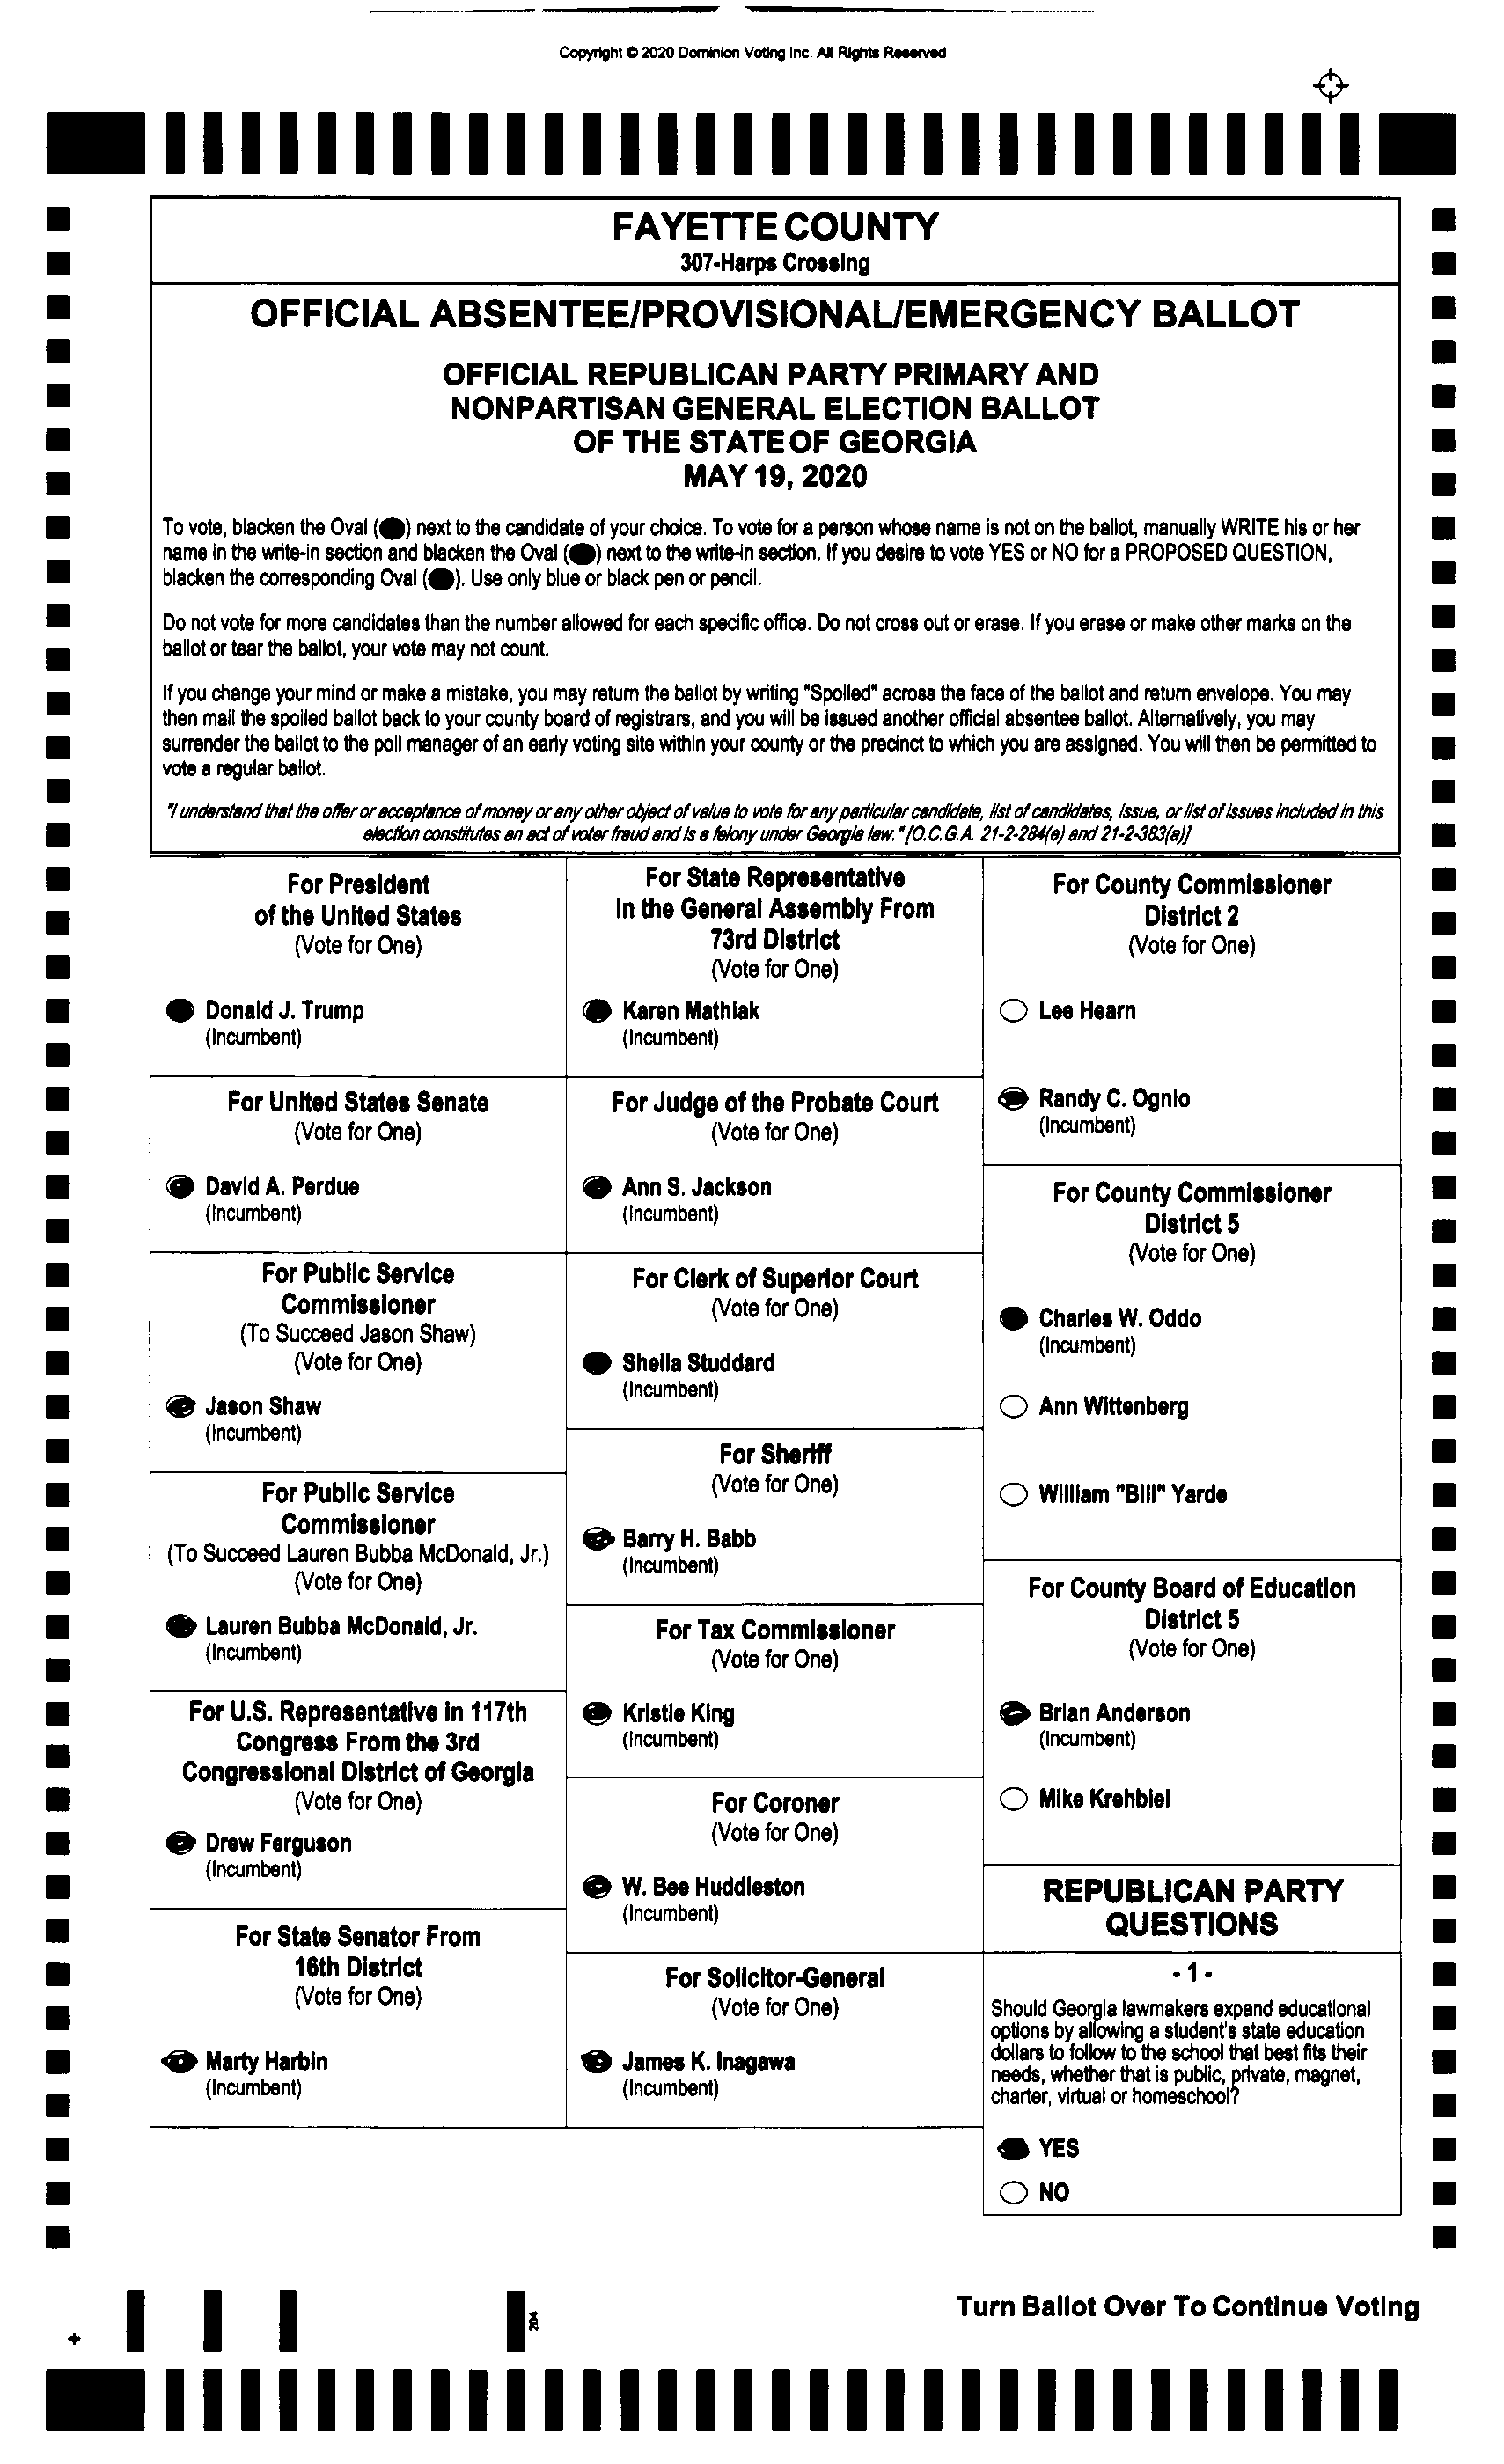 Copyright © 2020 Dominion Voting Inc. All Rights Reserved
FAYETTE COUNTY
307-Harps Crossing
OFFICIAL ABSENTEE/PROVISIONAL/EMERGENCY BALLOT
OFFICIAL REPUBLICAN PARTY PRIMARY AND
NONPARTISAN GENERAL ELECTION BALLOT
OF THE STATE OF GEORGIA
MAY 19, 2020
To vote, blacken the Oval ( ) next to the candidate of your choice. To vote for a person whose name is not on the ballot, manually WRITE his or her
name in the write-in section and blacken the Oval ( ) next to the write-in section. If you desire to vote YES or NO for a PROPOSED QUESTION,
blacken the corresponding Oval ( ). Use only blue or black pen or pencil.
Do not vote for more candidates than the number allowed for each specific office. Do not cross out or erase. If you erase or make other marks on the
ballot or tear the ballot, your vote may not count.
If you change your mind or make a mistake, you may return the ballot by writing "Spoiled" across the face of the ballot and return envelope. You may
then mail the spoiled ballot back to your county board of registrars, and you will be issued another official absentee ballot. Alternatively, you may
surrender the ballot to the poll manager of an early voting site within your county or the precinct to which you are assigned. You will then be permitted to
vote a regular ballot.
"I understand that the offer or acceptance of money or any other object of value to vote for any particular candidate, list of candidates, issue, or list of issues included in this
election constitutes an act of voter fraud and is a felony under Georgia law." [O.C.G.A. 21-2-284(e) and 21-2-383(a)]
For President
of the United States
(Vote for One)
Donald J. Trump
(Incumbent)
For United States Senate
(Vote for One)
David A. Perdue
(Incumbent)
For Public Service
Commissioner
(To Succeed Jason Shaw)
(Vote for One)
Jason Shaw
(Incumbent)
For Public Service
Commissioner
(To Succeed Lauren Bubba McDonald, Jr.)
(Vote for One)
Lauren Bubba McDonald, Jr.
(Incumbent)
For U.S. Representative in 117th
Congress From the 3rd
Congressional District of Georgia
(Vote for One)
Drew Ferguson
(Incumbent)
For State Senator From
16th District
(Vote for One)
Marty Harbin
(Incumbent)
For State Representative
In the General Assembly From
73rd District
(Vote for One)
Karen Mathiak
(Incumbent)
For Judge of the Probate Court
(Vote for One)
Ann S. Jackson
(Incumbent)
For Clerk of Superior Court
(Vote for One)
Sheila Studdard
(Incumbent)
For Sheriff
(Vote for One)
Barry H. Babb
(Incumbent)
For Tax Commissioner
(Vote for One)
Kristie King
(Incumbent)
For Coroner
(Vote for One)
W. Bee Huddleston
(Incumbent)
For Solicitor-General
(Vote for One)
James K. Inagawa
(Incumbent)
For County Commissioner
District 2
(Vote for One)
Lee Hearn
Randy C. Ognio
(Incumbent)
For County Commissioner
District 5
(Vote for One)
Charles W. Oddo
(Incumbent)
Ann Wittenberg
William "Bill" Yarde
For County Board of Education
District 5
(Vote for One)
Brian Anderson
(Incumbent)
Mike Krehbiel
REPUBLICAN PARTY
QUESTIONS
- 1 -
Should Georgia lawmakers expand educational
options by allowing a student's state education
dollars to follow to the school that best fits their
needs, whether that is public, private, magnet,
charter, virtual or homeschool?
YES
NO
Turn Ballot Over To Continue Voting
204